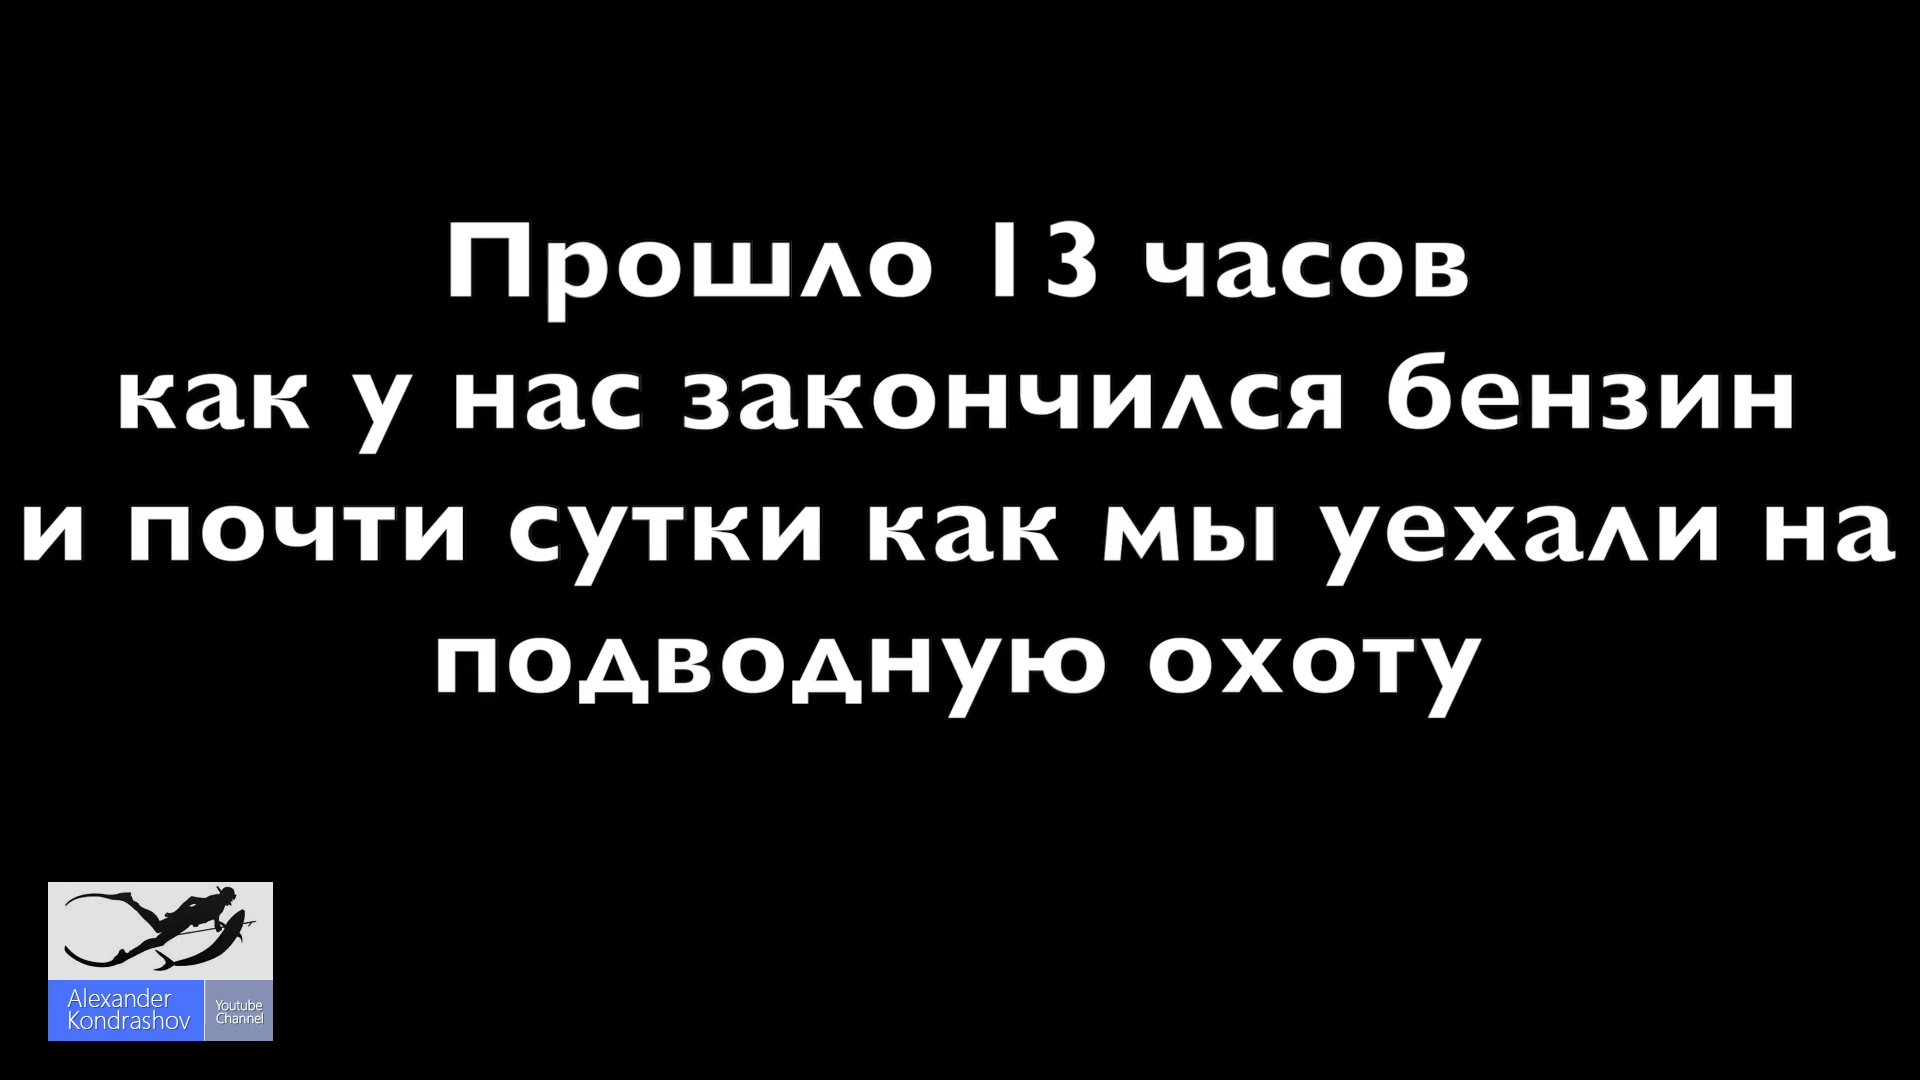 Прошло 13 часов
как у нас закончился бензин
и почти сутки как мы уехали на
подводную охоту
Alexander
Kondrashov
Youtube
Channel